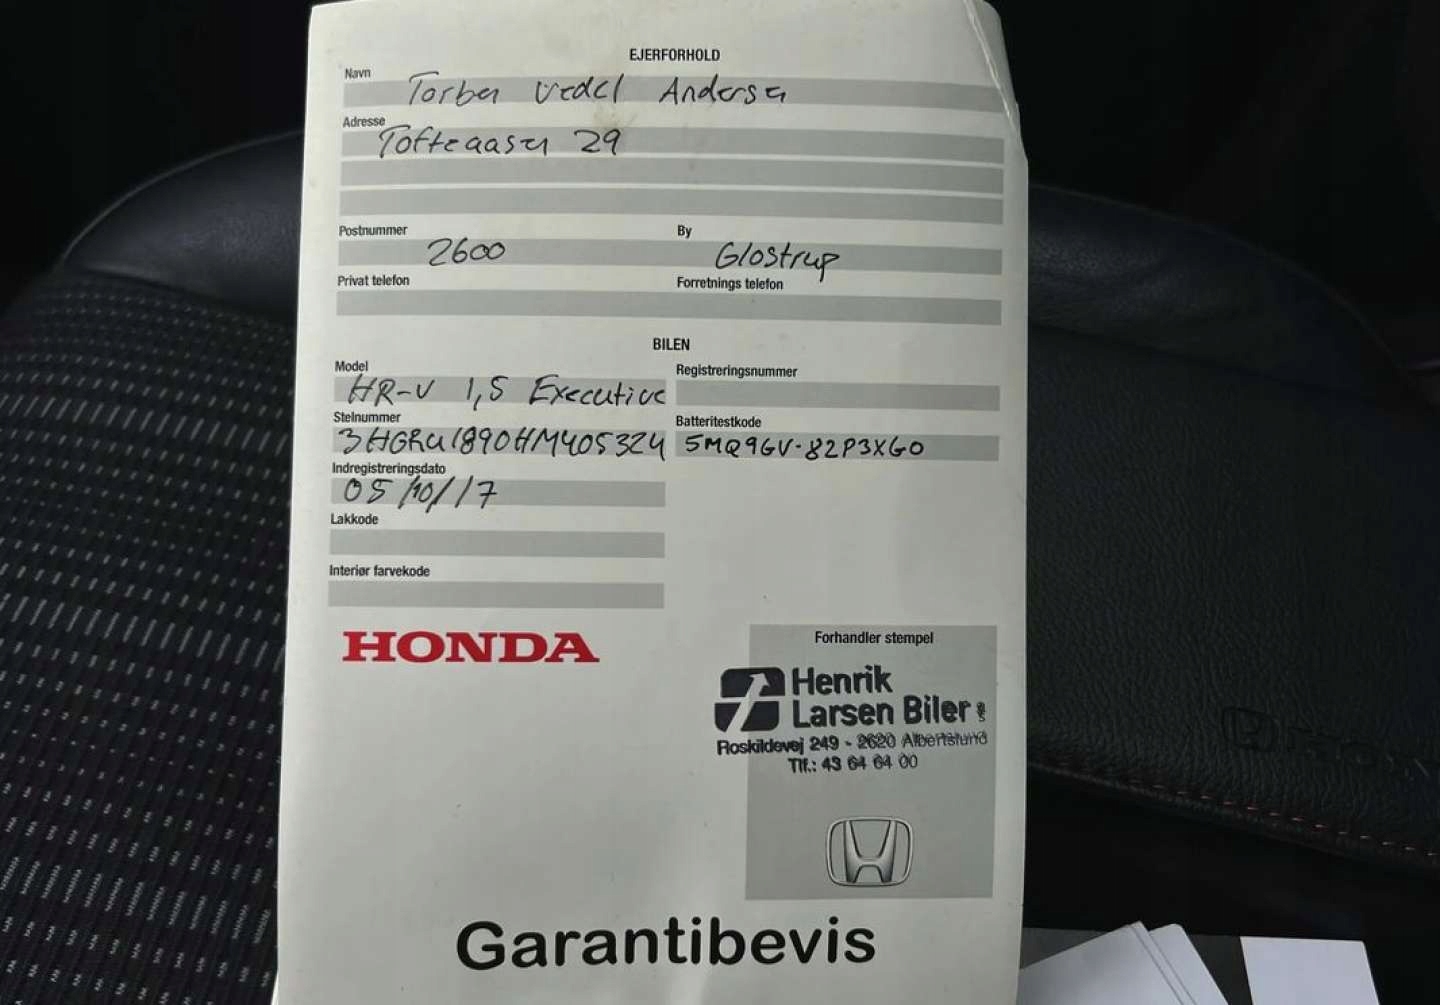 EJERFORHOLD
Navn
Torben Vedel Andersen
Adresse
Tofteaasen 29
Postnummer
By
2600
Glostrup
Privat telefon
Forretnings telefon
BILEN
Model
Registreringsnummer
HR-V 1,5 Executive
Stelnummer
Batteritestkode
3HGRU1890HM405324
5MQ9GV-82P3XG0
Indregistreringsdato
05/10/17
Lakkode
Interiør farvekode
HONDA
Forhandler stempel
Henrik
Larsen Biler
Roskildevej 249 - 2620 Albertslund
Tlf.: 43 64 64 00
Garantibevis